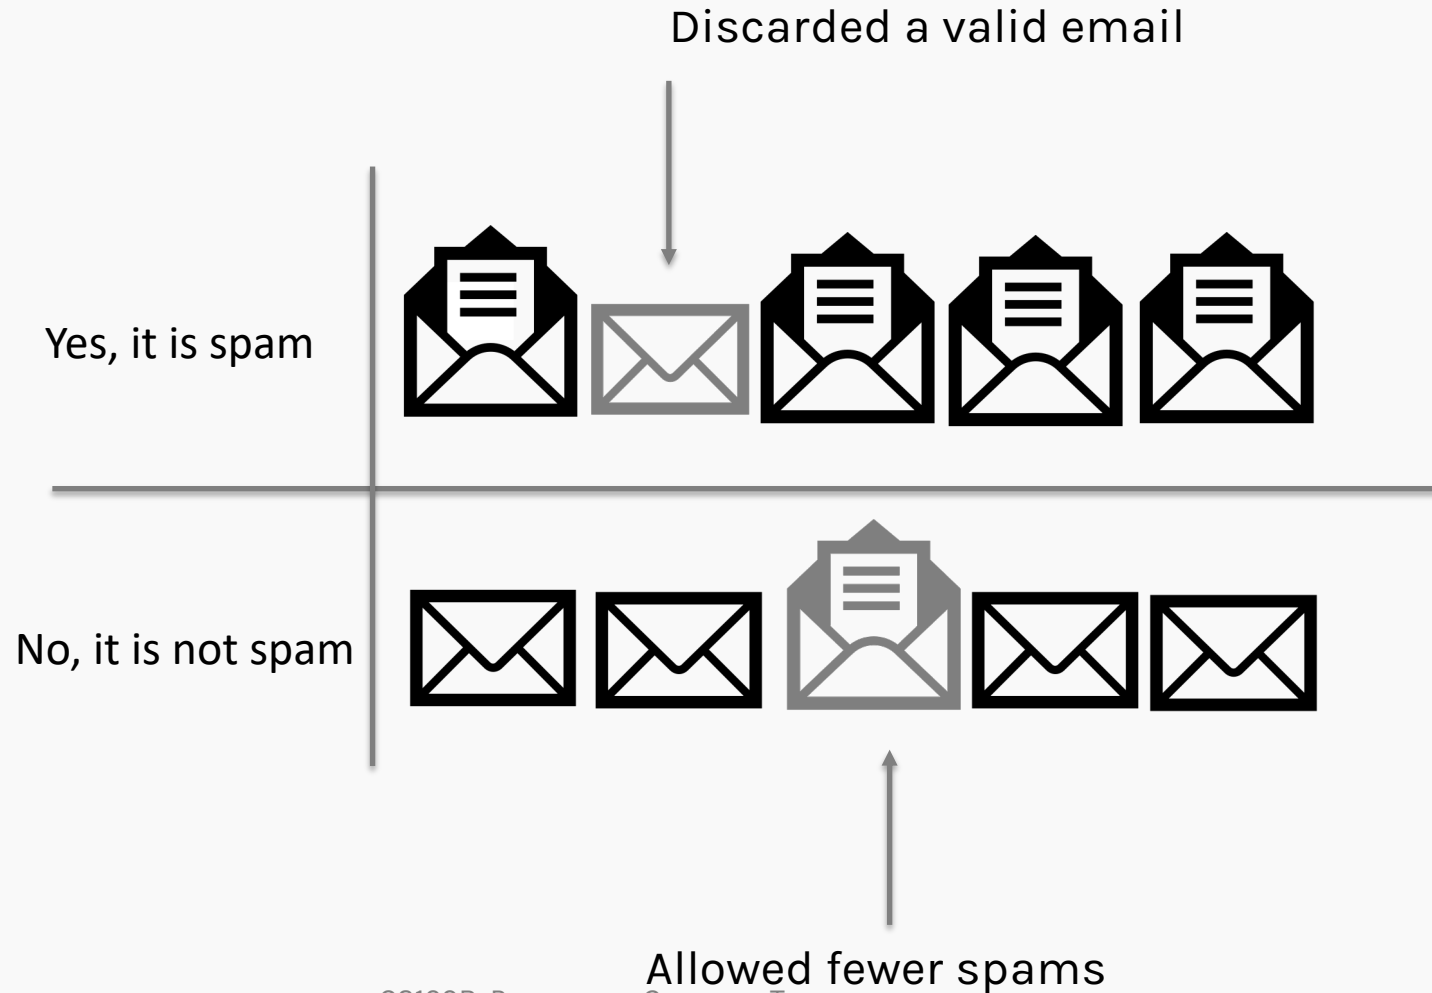 Discarded a valid email
Yes, it is spam
No, it is not spam
Allowed fewer spams